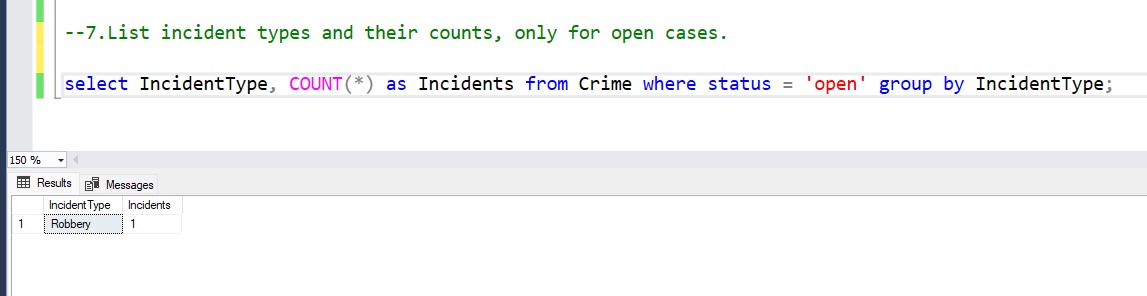 --7.List incident types and their counts, only for open cases.
select IncidentType, COUNT(*) as Incidents from Crime where status = 'open' group by IncidentType;
150 %
Results Messages
IncidentType Incidents
1 Robbery 1